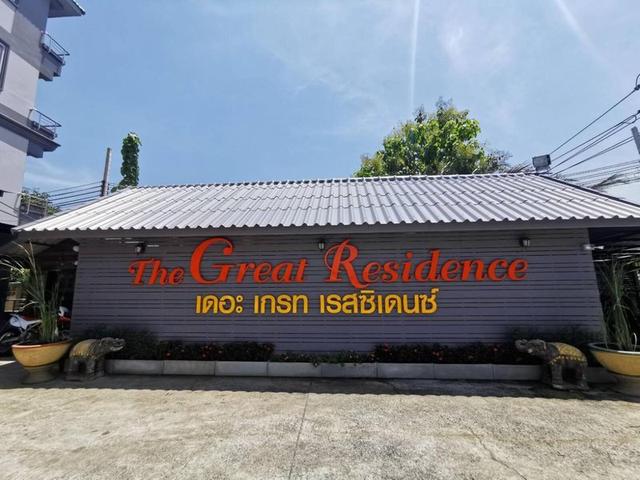 The Great Residence
เดอะ เกรท เรสซิเดนซ์